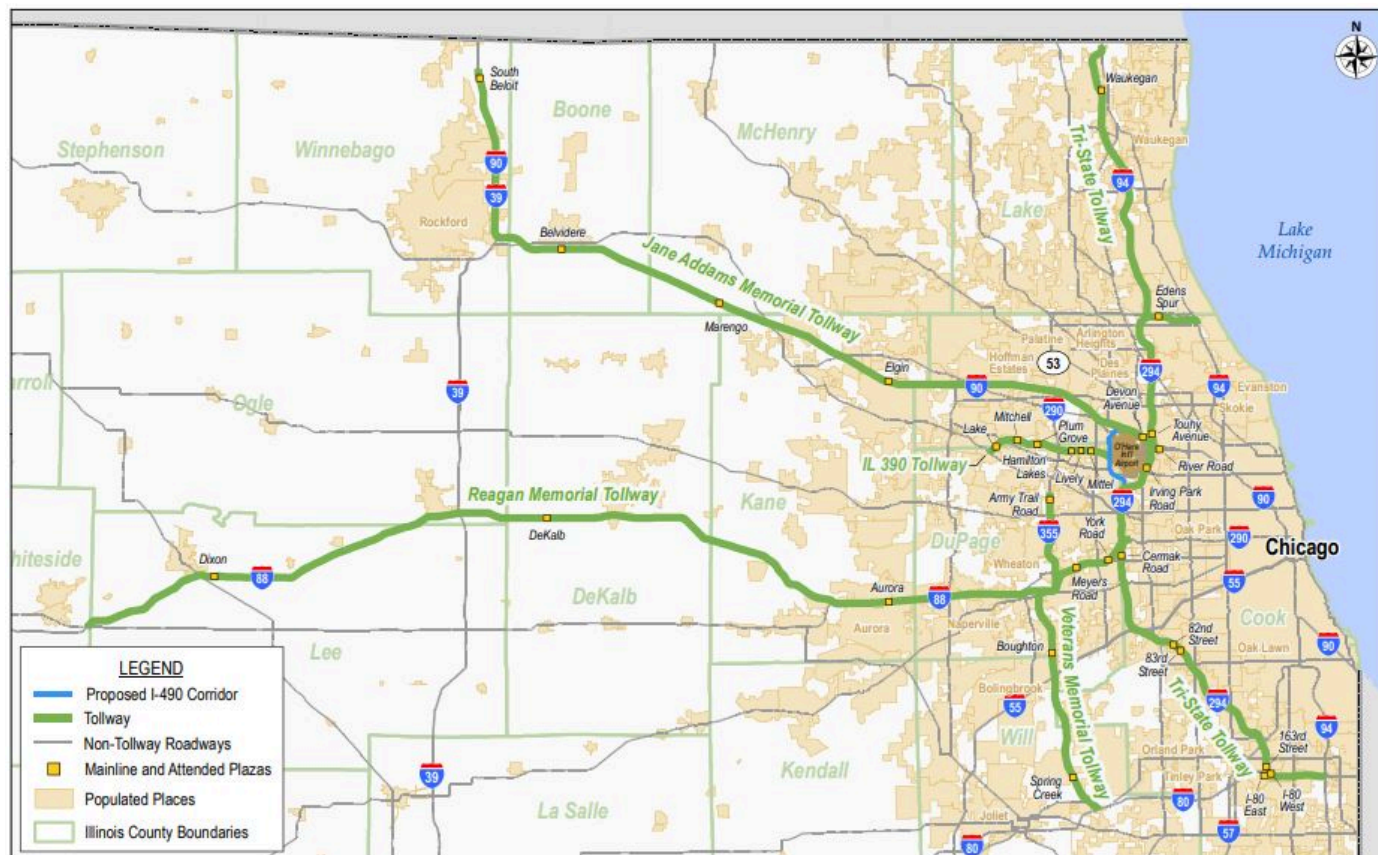 N
South
Beloit
Waukegan
Boone
McHenry
Stephenson
Winnebago
90
Waukegan
Tri-State Tollway
94
39
Rockford
Lake
Belvidere
Lake
Michigan
Jane Addams Memorial Tollway
Edens
Spur
Marengo
Palatine
Arlington
Heights
Hoffman
Estates
Des
Plaines
53
294
Elgin
90
94
Evanston
39
Devon
Avenue
Skokie
Ogle
290
Mitchell
Lake
Plum
Grove
Touhy
Avenue
O'Hare
Int'l
Airport
IL 390 Tollway
Hamilton
Lakes
River Road
Lively
Mittel
Reagan Memorial Tollway
Kane
Army Trail
Road
294
Irving Park
Road
90
DeKalb
355
York
Road
Oak Park
290
Chicago
DuPage
Dixon
Wheaton
Cermak
Road
55
88
Meyers
Road
DeKalb
Aurora
88
Cook
Aurora
Naperville
82nd
Street
Lee
Boughton
Veterans Memorial Tollway
83rd
Street
Oak Lawn
90
LEGEND
Proposed I-490 Corridor
Tollway
Non-Tollway Roadways
Mainline and Attended Plazas
Populated Places
Illinois County Boundaries
Bolingbrook
55
294
Tri-State Tollway
94
Will
163rd
Street
Orland Park
39
Kendall
Tinley Park
Spring
Creek
La Salle
80
I-80
East
I-80
West
Joliet
80
57